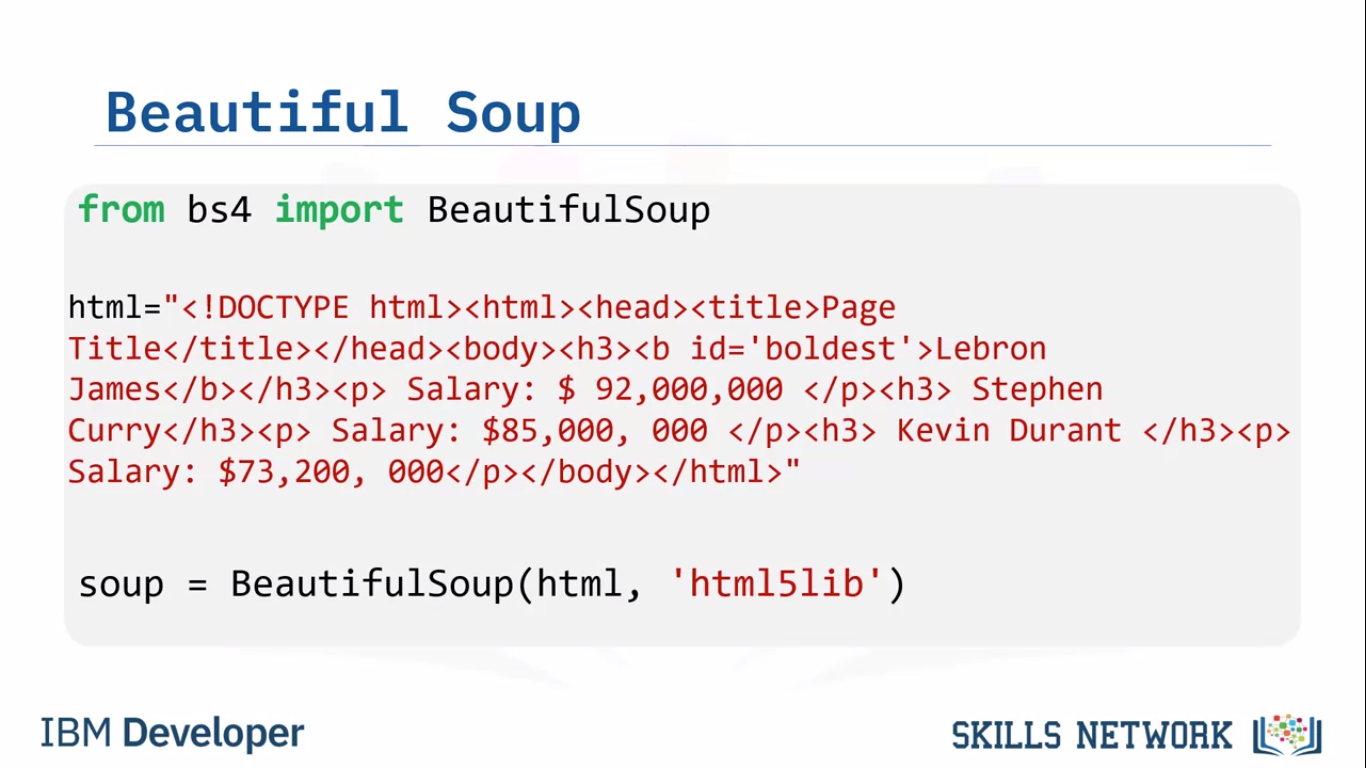 Beautiful Soup
from bs4 import BeautifulSoup
html="<!DOCTYPE html><html><head><title>Page
Title</title></head><body><h3><b id='boldest'>Lebron
James</b></h3><p> Salary: $ 92,000,000 </p><h3> Stephen
Curry</h3><p> Salary: $85,000, 000 </p><h3> Kevin Durant </h3><p>
Salary: $73,200, 000</p></body></html>"
soup = BeautifulSoup(html, 'html5lib')
IBM Developer
SKILLS NETWORK